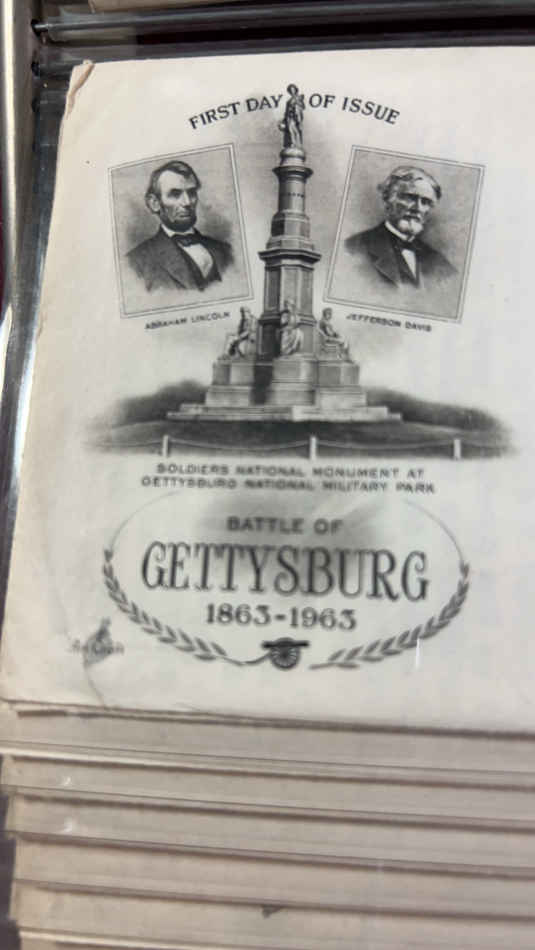 FIRST DAY OF ISSUE
ABRAHAM LINCOLN
JEFFERSON DAVIS
SOLDIERS NATIONAL MONUMENT AT
GETTYSBURG NATIONAL MILITARY PARK
BATTLE OF
GETTYSBURG
1863-1963